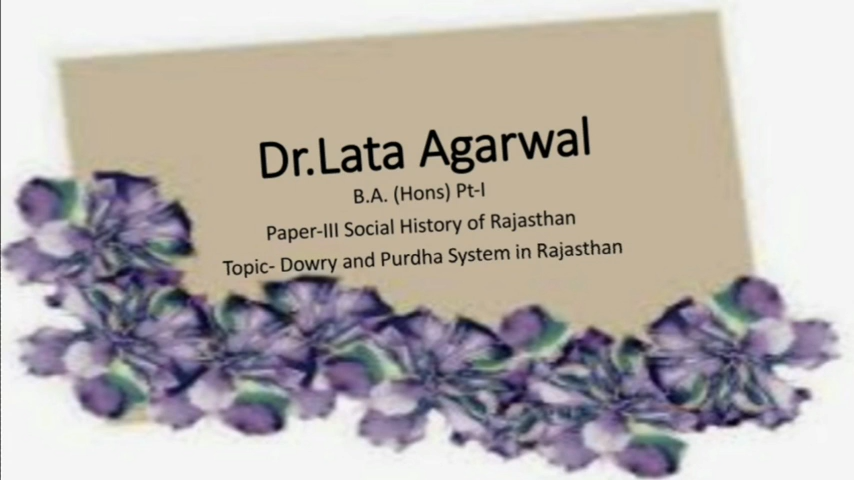 Dr.Lata Agarwal
B.A. (Hons) Pt-I
Paper-III Social History of Rajasthan
Topic- Dowry and Purdha System in Rajasthan